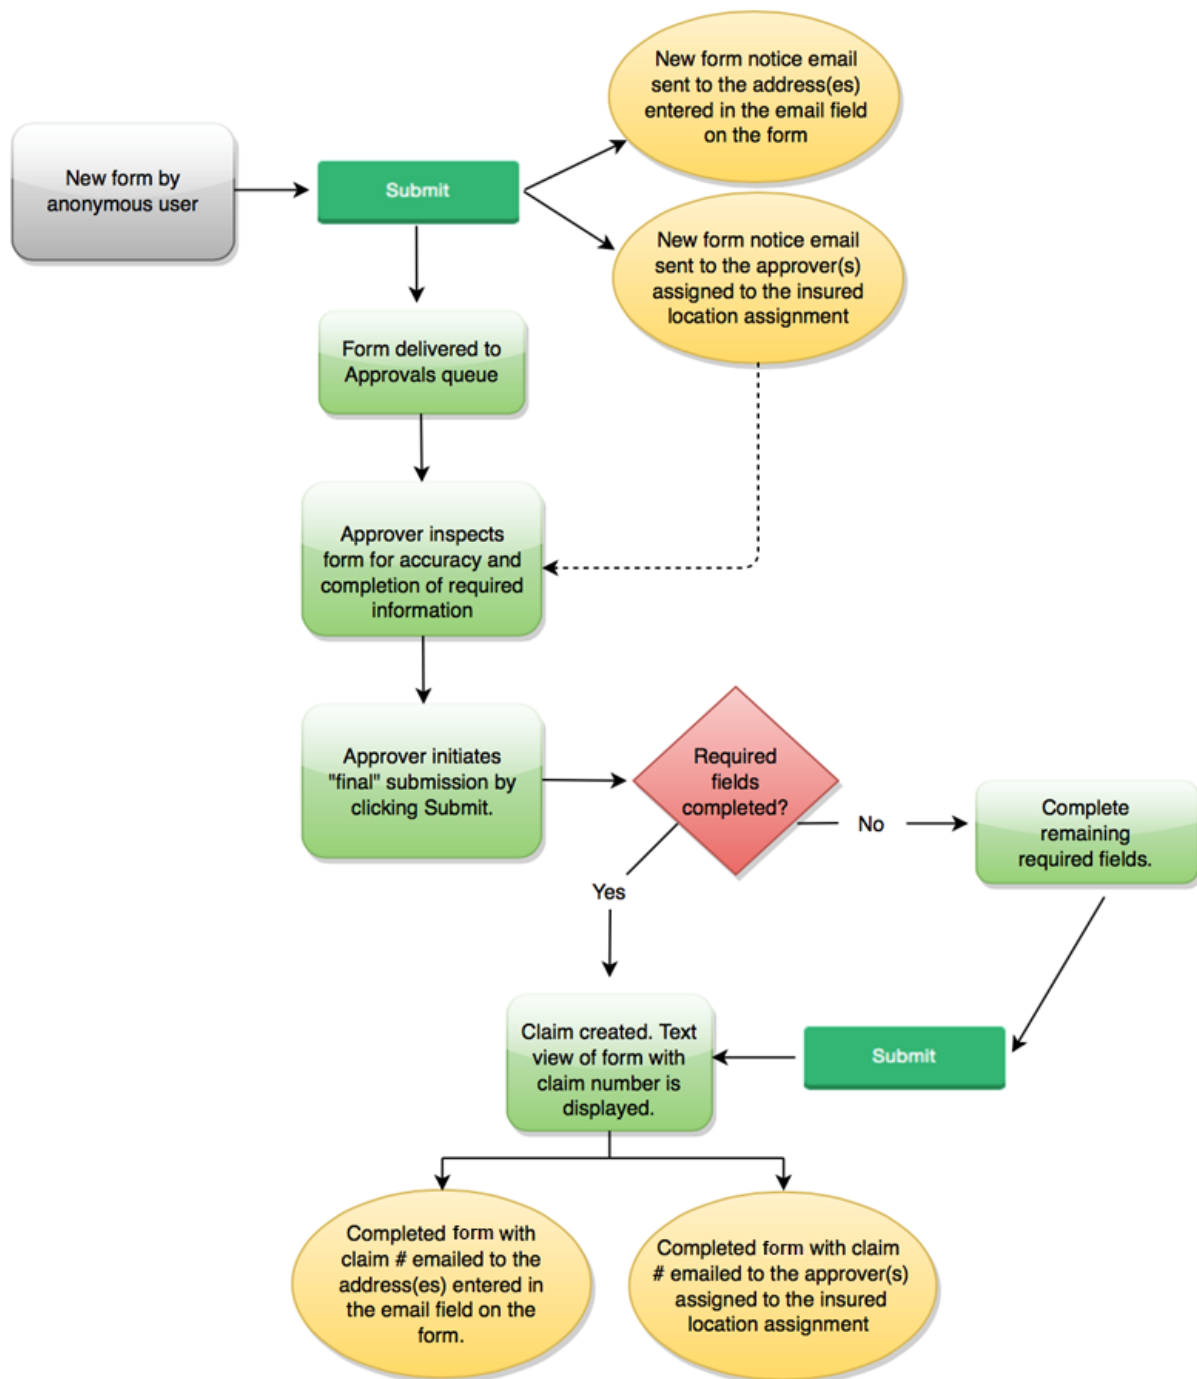 New form notice email
sent to the address(es)
entered in the email field
on the form
New form by
anonymous user
Submit
New form notice email
sent to the approver(s)
assigned to the insured
location assignment
Form delivered to
Approvals queue
Approver inspects
form for accuracy and
completion of required
information
Approver initiates
"final" submission by
clicking Submit.
Required
fields
completed?
No
Complete
remaining
required fields.
Yes
Claim created. Text
view of form with
claim number is
displayed.
Submit
Completed form with
claim # emailed to the
address(es) entered in
the email field on the
form.
Completed form with claim
# emailed to the approver(s)
assigned to the insured
location assignment